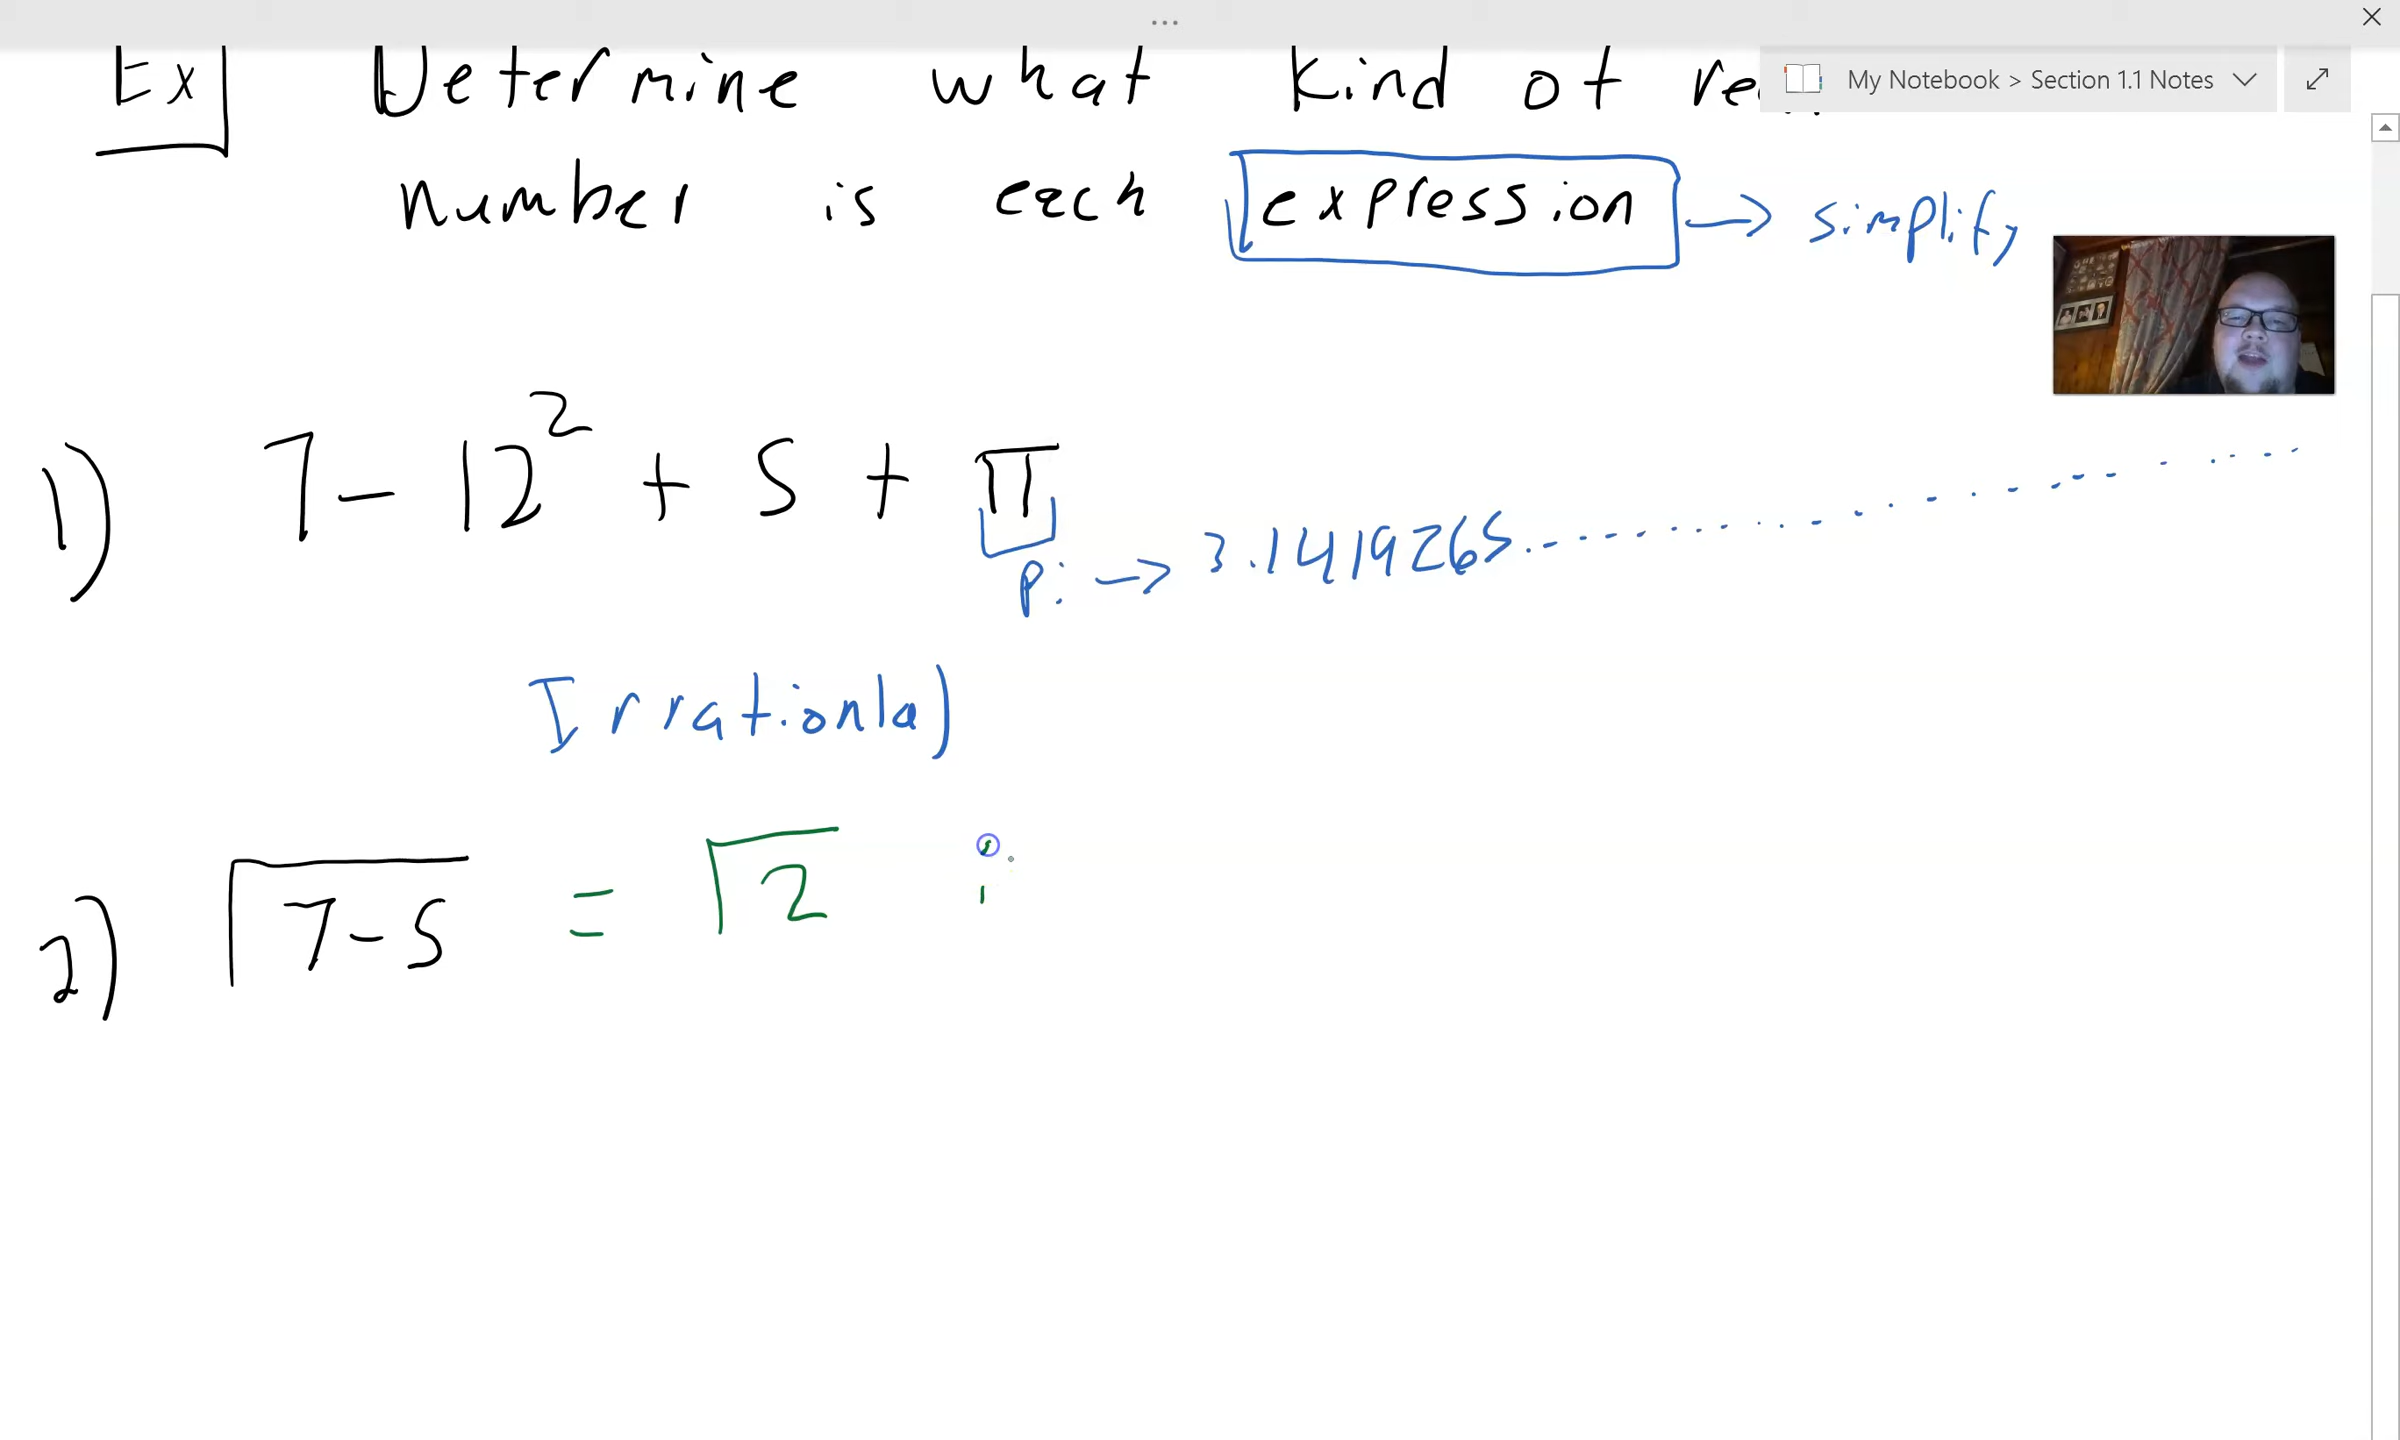 ...
Ex Determine what kind of re
My Notebook > Section 1.1 Notes
number is each expression → simplify
1) 7 - 12² + 5 + π
Pi → 3.1419265...................
Irrationla)
2) √7-5 = √2 i